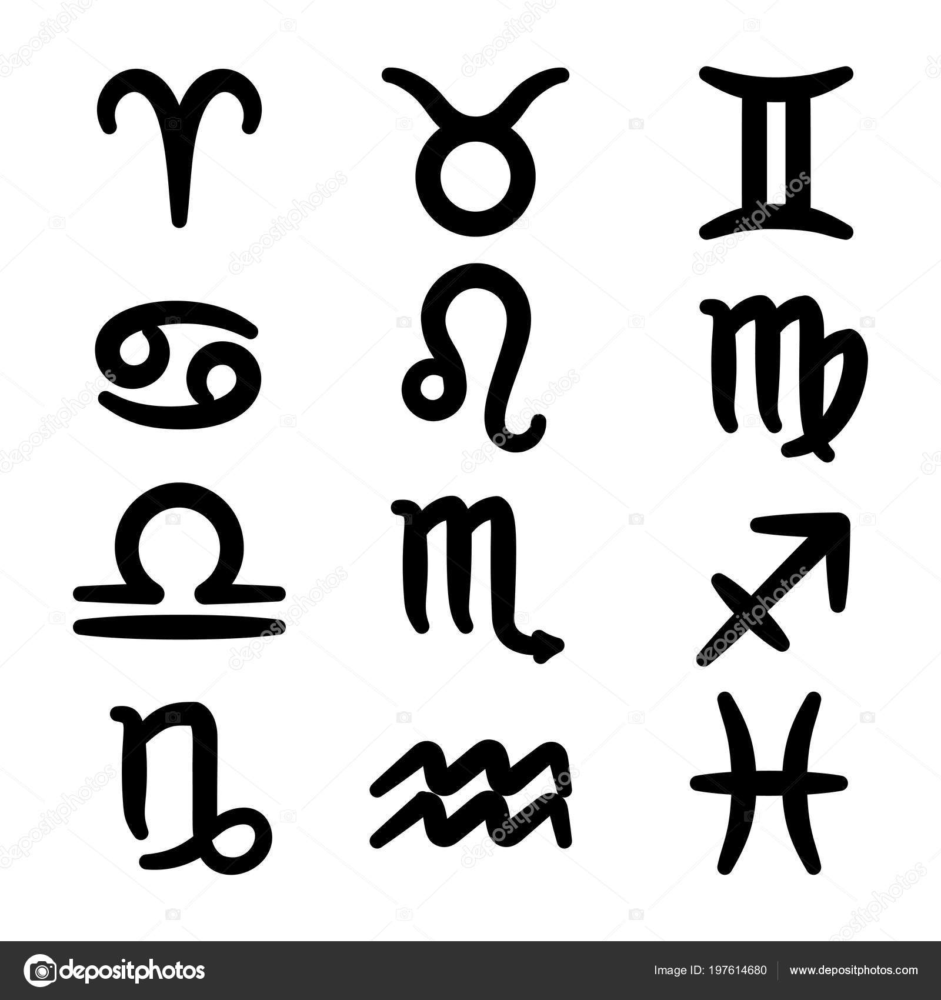 ♈ ♉ ♊
♋ ♌ ♍
♎ ♏ ♐
♑ ♒ ♓
depositphotos
Image ID: 197614680 www.depositphotos.com